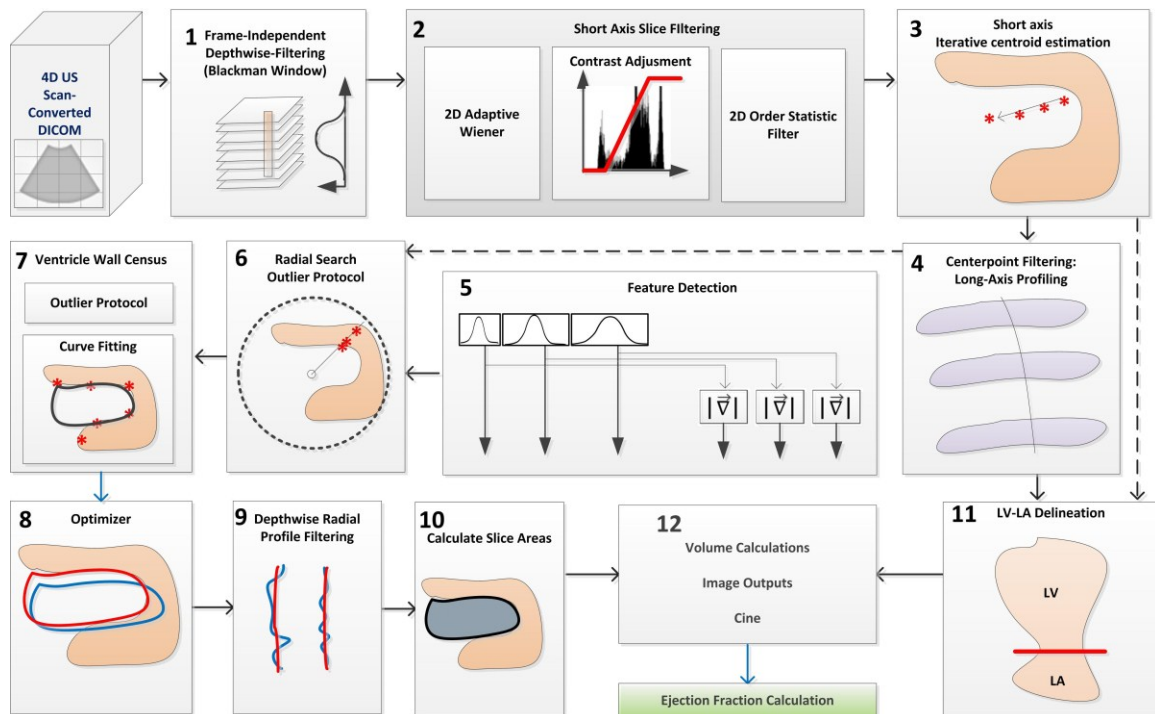 4D US
Scan-
Converted
DICOM
1
Frame-Independent
Depthwise-Filtering
(Blackman Window)
2
Short Axis Slice FIltering
2D Adaptive
Wiener
Contrast Adjusment
2D Order Statistic
Filter
3
Short axis
Iterative centroid estimation
4
Centerpoint Filtering:
Long-Axis Profiling
5
Feature Detection
|∇|
|∇|
|∇|
6
Radial Search
Outlier Protocol
7
Ventricle Wall Census
Outlier Protocol
Curve Fitting
8
Optimizer
9
Depthwise Radial
Profile Filtering
10
Calculate Slice Areas
12
Volume Calculations
Image Outputs
Cine
Ejection Fraction Calculation
11
LV-LA Delineation
LV
LA